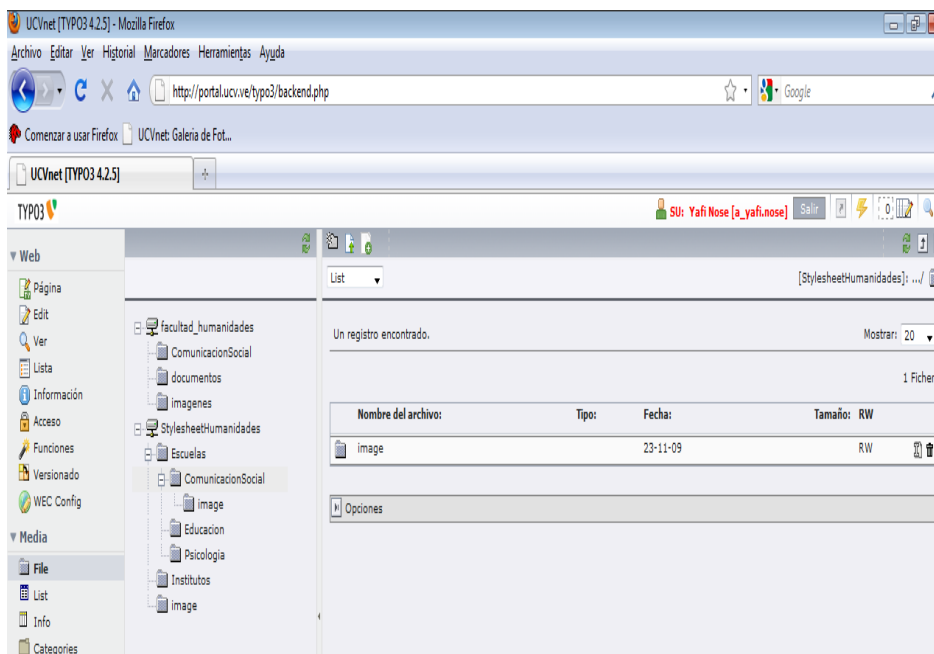 UCVnet [TYPO3 4.2.5] - Mozilla Firefox
Archivo Editar Ver Historial Marcadores Herramientas Ayuda
http://portal.ucv.ve/typo3/backend.php
Google
Comenzar a usar Firefox UCVnet: Galeria de Fot...
UCVnet [TYPO3 4.2.5]
TYPO3
SU: Yafi Nose [a_yafi.nose] Salir 0
Web
Página
Edit
Ver
Lista
Información
Acceso
Funciones
Versionado
WEC Config
Media
File
List
Info
Categories
facultad_humanidades
ComunicacionSocial
documentos
imagenes
StylesheetHumanidades
Escuelas
ComunicacionSocial
image
Educacion
Psicologia
Institutos
image
List
[StylesheetHumanidades]: .../
Un registro encontrado.
Mostrar: 20
1 Ficher
Nombre del archivo: Tipo: Fecha: Tamaño: RW
image 23-11-09 RW
Opciones